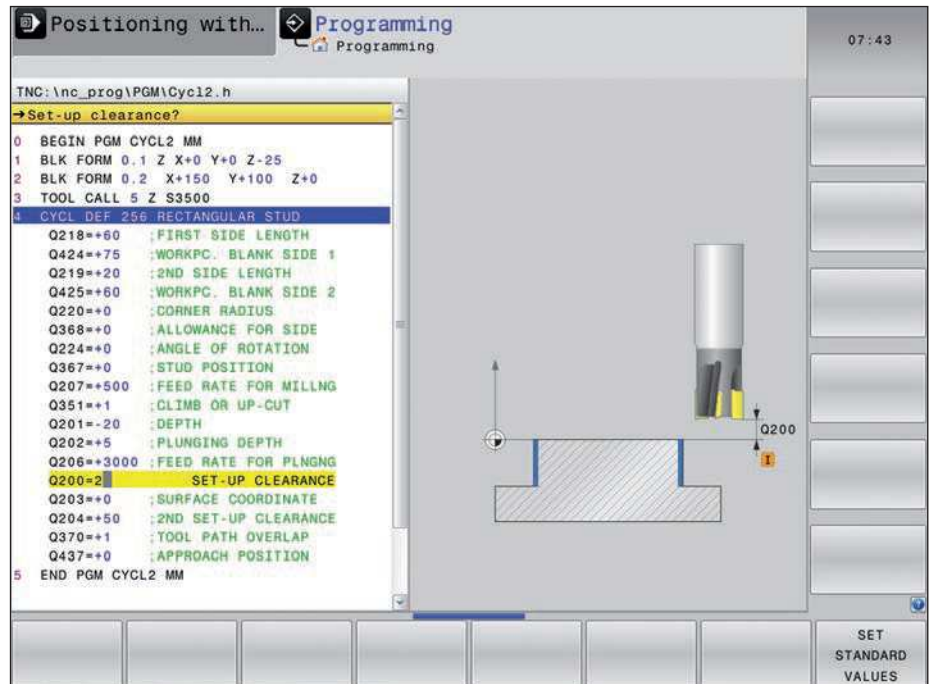 Positioning with...
Programming
Programming
07:43
TNC:\nc_prog\PGM\Cycl2.h
→Set-up clearance?
0 BEGIN PGM CYCL2 MM
1 BLK FORM 0.1 Z X+0 Y+0 Z-25
2 BLK FORM 0.2 X+150 Y+100 Z+0
3 TOOL CALL 5 Z S3500
4 CYCL DEF 256 RECTANGULAR STUD
Q218=+60 ;FIRST SIDE LENGTH
Q424=+75 ;WORKPC. BLANK SIDE 1
Q219=+20 ;2ND SIDE LENGTH
Q425=+60 ;WORKPC. BLANK SIDE 2
Q220=+0 ;CORNER RADIUS
Q368=+0 ;ALLOWANCE FOR SIDE
Q224=+0 ;ANGLE OF ROTATION
Q367=+0 ;STUD POSITION
Q207=+500 ;FEED RATE FOR MILLNG
Q351=+1 ;CLIMB OR UP-CUT
Q201=-20 ;DEPTH
Q202=+5 ;PLUNGING DEPTH
Q206=+3000 ;FEED RATE FOR PLNGNG
Q200=2 SET-UP CLEARANCE
Q203=+0 ;SURFACE COORDINATE
Q204=+50 ;2ND SET-UP CLEARANCE
Q370=+1 ;TOOL PATH OVERLAP
Q437=+0 ;APPROACH POSITION
5 END PGM CYCL2 MM
Q200
I
SET
STANDARD
VALUES